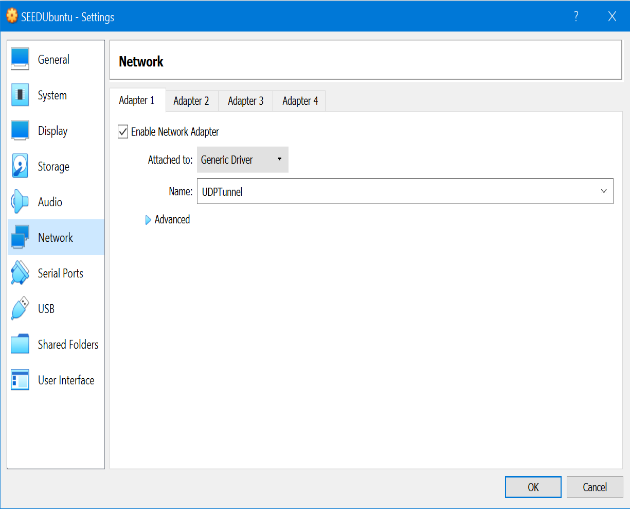 SEEDUbuntu - Settings
? X
General
System
Display
Storage
Audio
Network
Serial Ports
USB
Shared Folders
User Interface
Network
Adapter 1 Adapter 2 Adapter 3 Adapter 4
Enable Network Adapter
Attached to: Generic Driver
Name: UDPTunnel
Advanced
OK Cancel